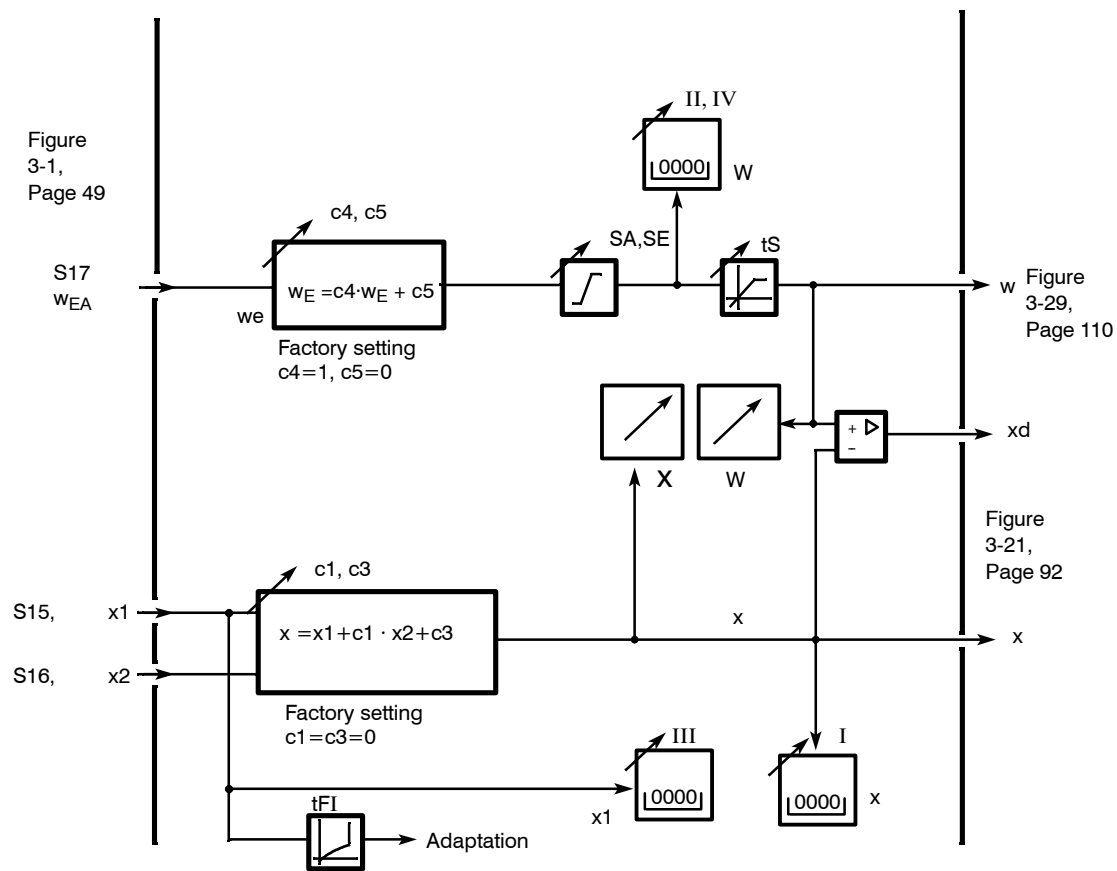 II, IV
0000
W
Figure
3-1,
Page 49
c4, c5
SA,SE
tS
S17
wEA
wE =c4·wE + c5
we
w
Figure
3-29,
Page 110
Factory setting
c4=1, c5=0
+
−
xd
X
W
Figure
3-21,
Page 92
c1, c3
S15, x1
x =x1+c1 · x2+c3
x
x
S16, x2
Factory setting
c1=c3=0
III
0000
x1
I
0000
x
tFI
Adaptation